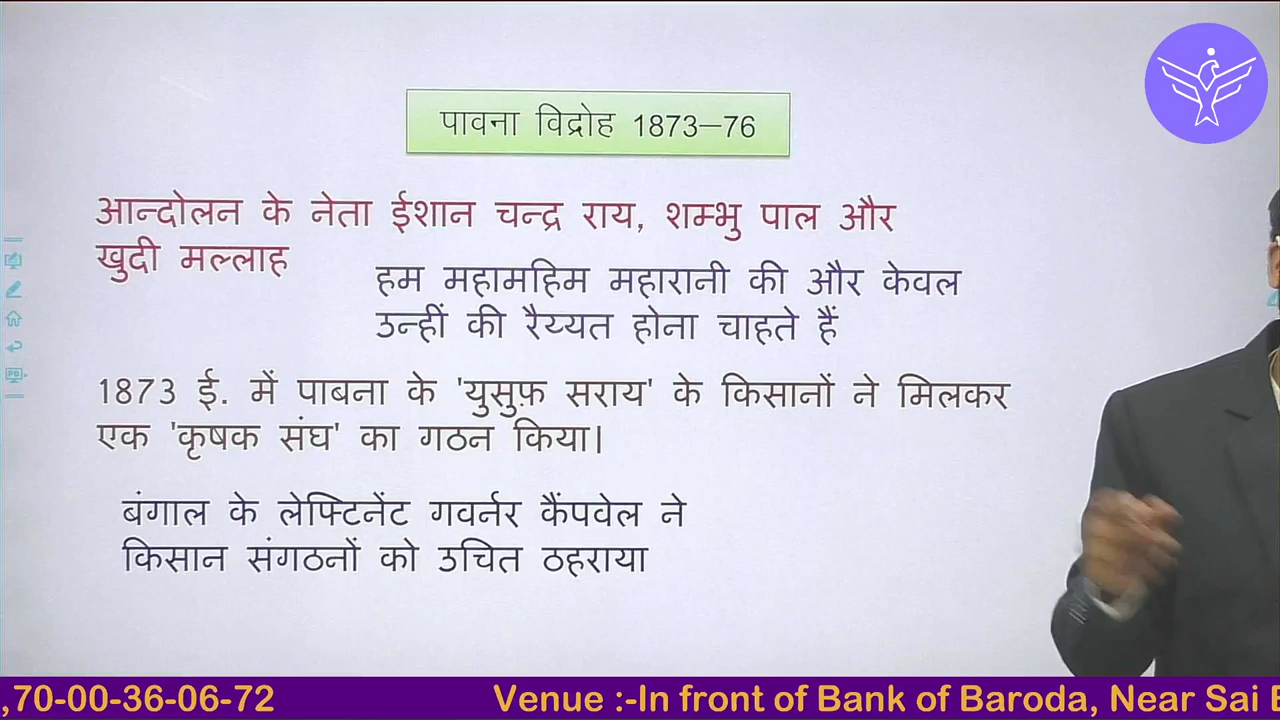 पावना विद्रोह 1873–76
आन्दोलन के नेता ईशान चन्द्र राय, शम्भु पाल और
खुदी मल्लाह
हम महामहिम महारानी की और केवल
उन्हीं की रैय्यत होना चाहते हैं
1873 ई. में पाबना के 'युसुफ़ सराय' के किसानों ने मिलकर
एक 'कृषक संघ' का गठन किया।
बंगाल के लेफ्टिनेंट गवर्नर कैंपवेल ने
किसान संगठनों को उचित ठहराया
,70-00-36-06-72 Venue :-In front of Bank of Baroda, Near Sai